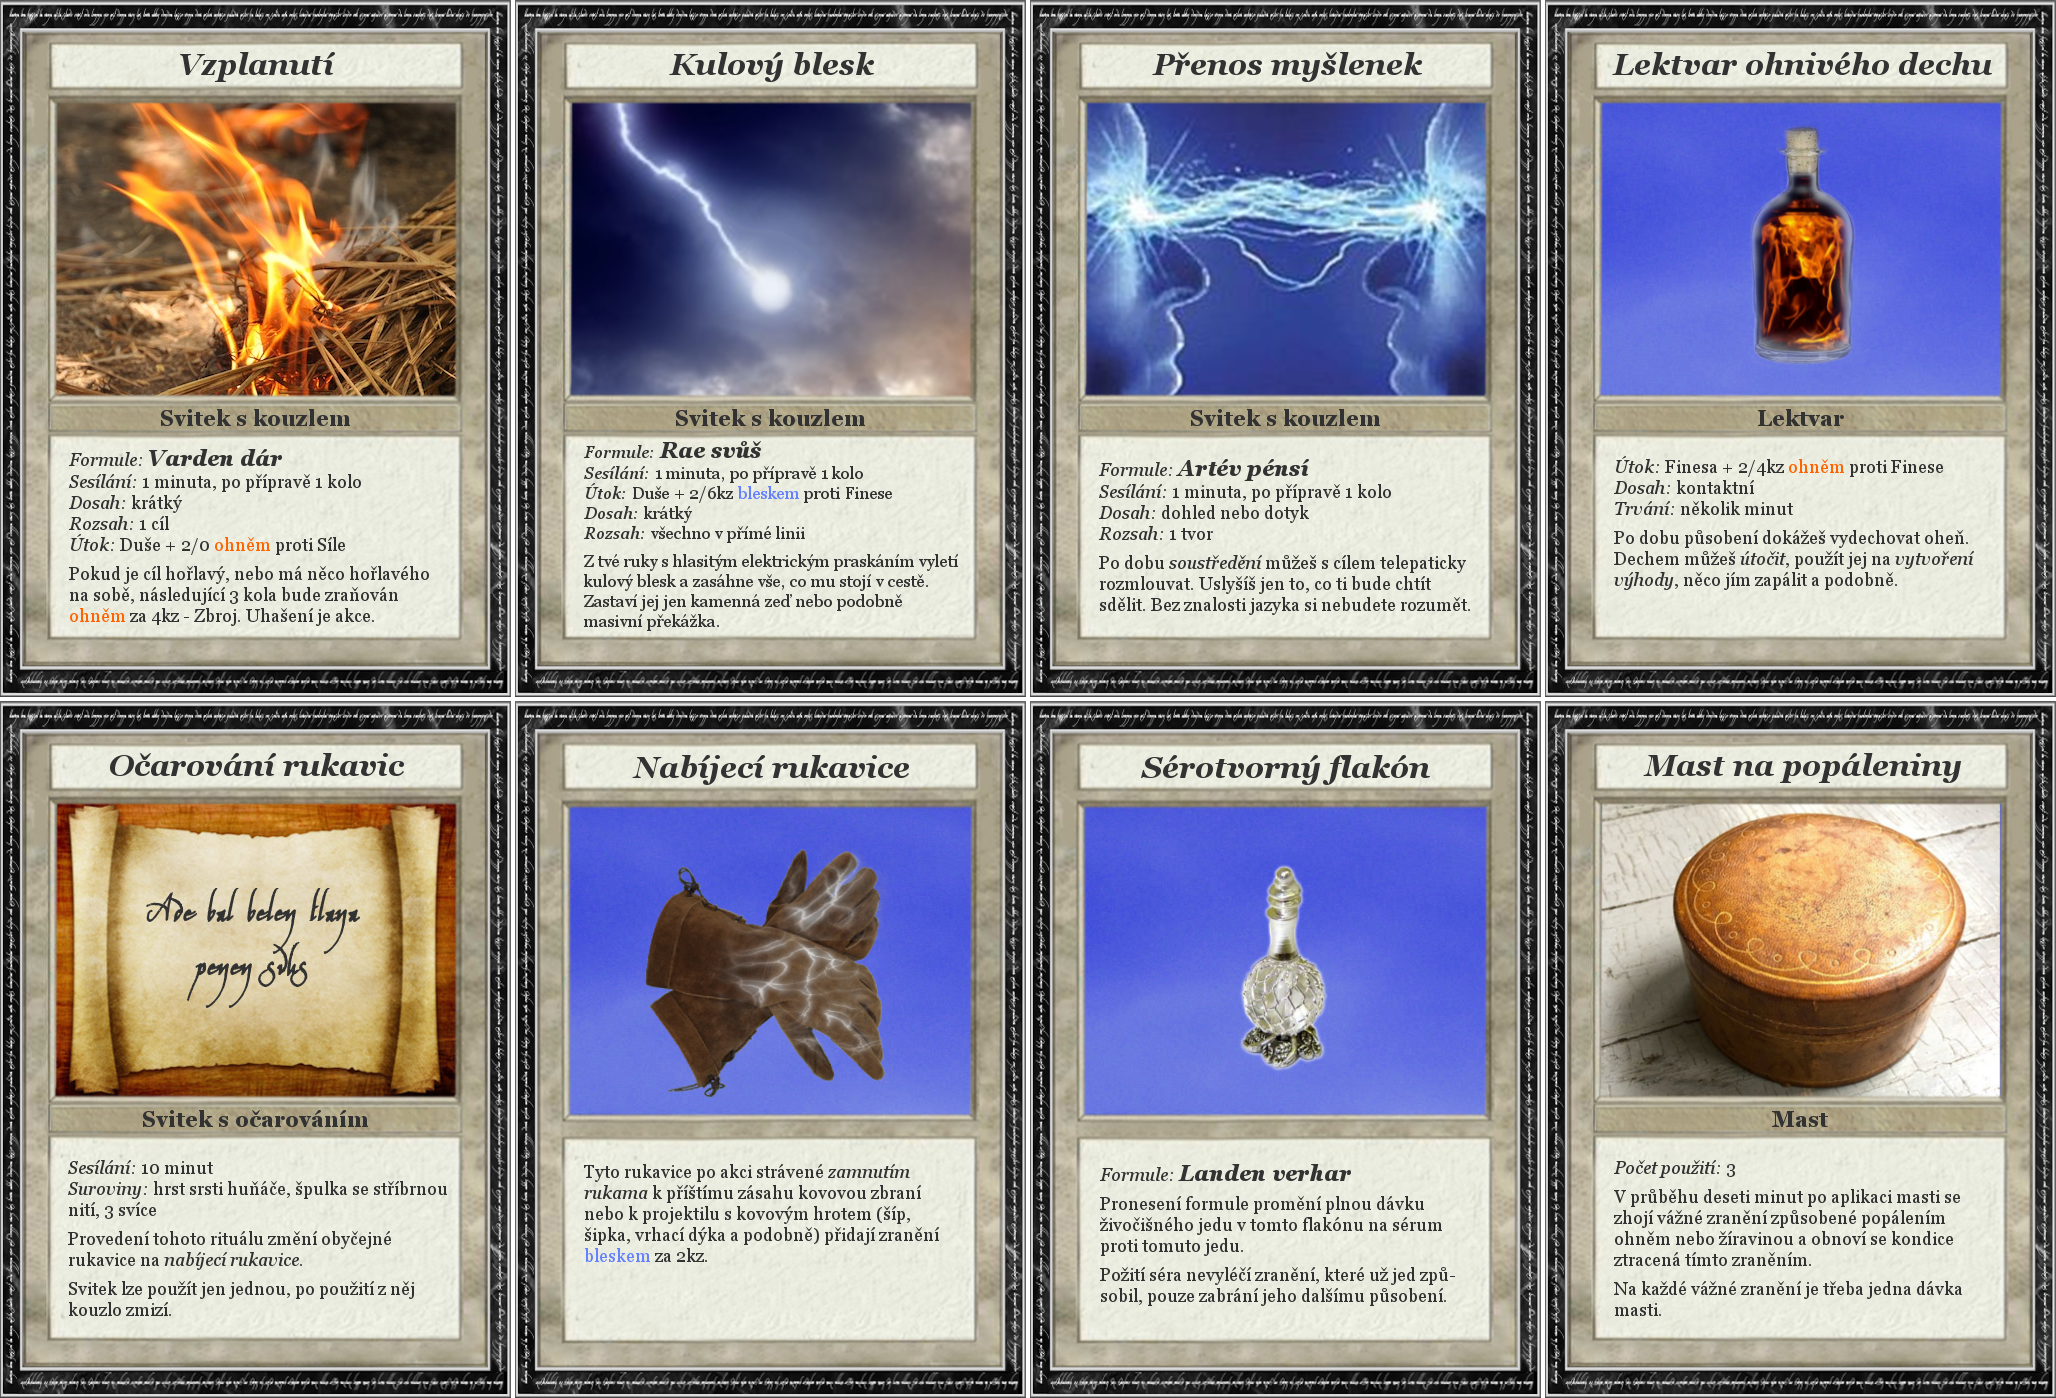 Vzplanutí
Svitek s kouzlem
Formule: Varden dár
Sesílání: 1 minuta, po přípravě 1 kolo
Dosah: krátký
Rozsah: 1 cíl
Útok: Duše + 2/0 ohněm proti Síle
Pokud je cíl hořlavý, nebo má něco hořlavého
na sobě, následující 3 kola bude zraňován
ohněm za 4kz - Zbroj. Uhašení je akce.
Kulový blesk
Svitek s kouzlem
Formule: Rae svůš
Sesílání: 1 minuta, po přípravě 1 kolo
Útok: Duše + 2/6kz bleskem proti Finese
Dosah: krátký
Rozsah: všechno v přímé linii
Z tvé ruky s hlasitým elektrickým praskáním vyletí
kulový blesk a zasáhne vše, co mu stojí v cestě.
Zastaví jej jen kamenná zeď nebo podobně
masivní překážka.
Přenos myšlenek
Svitek s kouzlem
Formule: Artév pénsí
Sesílání: 1 minuta, po přípravě 1 kolo
Dosah: dohled nebo dotyk
Rozsah: 1 tvor
Po dobu soustředění můžeš s cílem telepaticky
rozmlouvat. Uslyšíš jen to, co ti bude chtít
sdělit. Bez znalosti jazyka si nebudete rozumět.
Lektvar ohnivého dechu
Lektvar
Útok: Finesa + 2/4kz ohněm proti Finese
Dosah: kontaktní
Trvání: několik minut
Po dobu působení dokážeš vydechovat oheň.
Dechem můžeš útočit, použít jej na vytvoření
výhody, něco jím zapálit a podobně.
Očarování rukavic
Ade bal beley tlana
peyey
Svitek s očarováním
Sesílání: 10 minut
Suroviny: hrst srsti huňáče, špulka se stříbrnou
nití, 3 svíce
Provedení tohoto rituálu změní obyčejné
rukavice na nabíjecí rukavice.
Svitek lze použít jen jednou, po použití z něj
kouzlo zmizí.
Nabíjecí rukavice
Tyto rukavice po akci strávené zamnutím
rukama k příštímu zásahu kovovou zbraní
nebo k projektilu s kovovým hrotem (šíp,
šipka, vrhací dýka a podobně) přidají zranění
bleskem za 2kz.
Sérotvorný flakón
Formule: Landen verhar
Pronesení formule promění plnou dávku
živočišného jedu v tomto flakónu na sérum
proti tomuto jedu.
Požití séra nevyléčí zranění, které už jed způ-
sobil, pouze zabrání jeho dalšímu působení.
Mast na popáleniny
Mast
Počet použití: 3
V průběhu deseti minut po aplikaci masti se
zhojí vážné zranění způsobené popálením
ohněm nebo žíravinou a obnoví se kondice
ztracená tímto zraněním.
Na každé vážné zranění je třeba jedna dávka
masti.